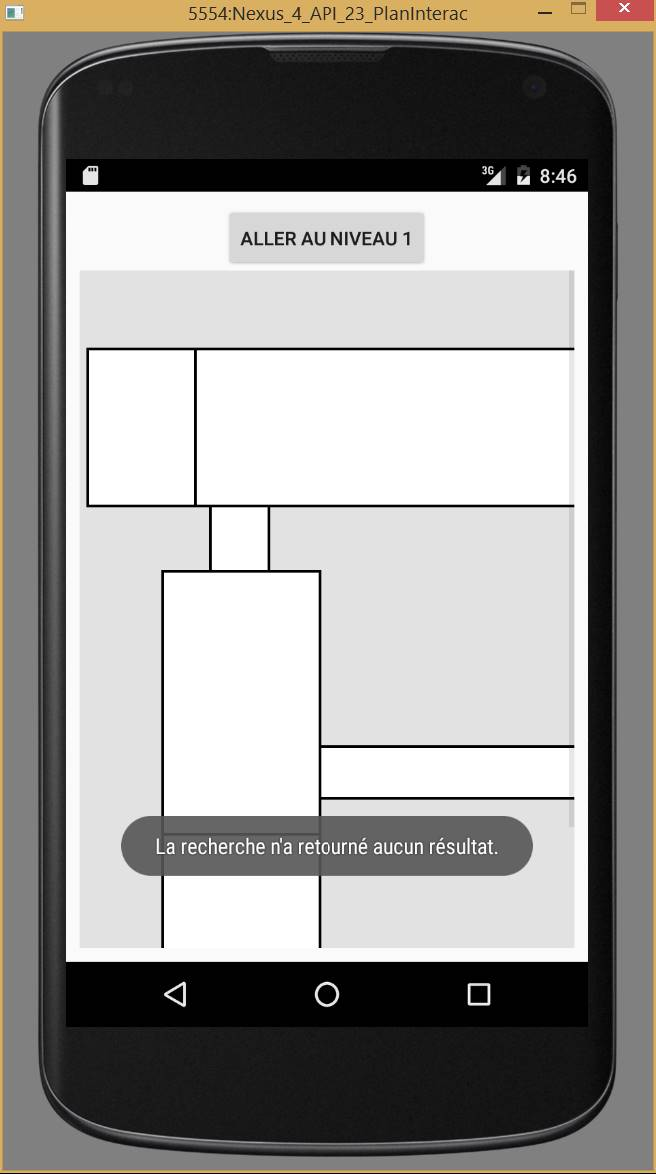 5554:Nexus_4_API_23_PlanInterac
3G 8:46
ALLER AU NIVEAU 1
La recherche n'a retourné aucun résultat.